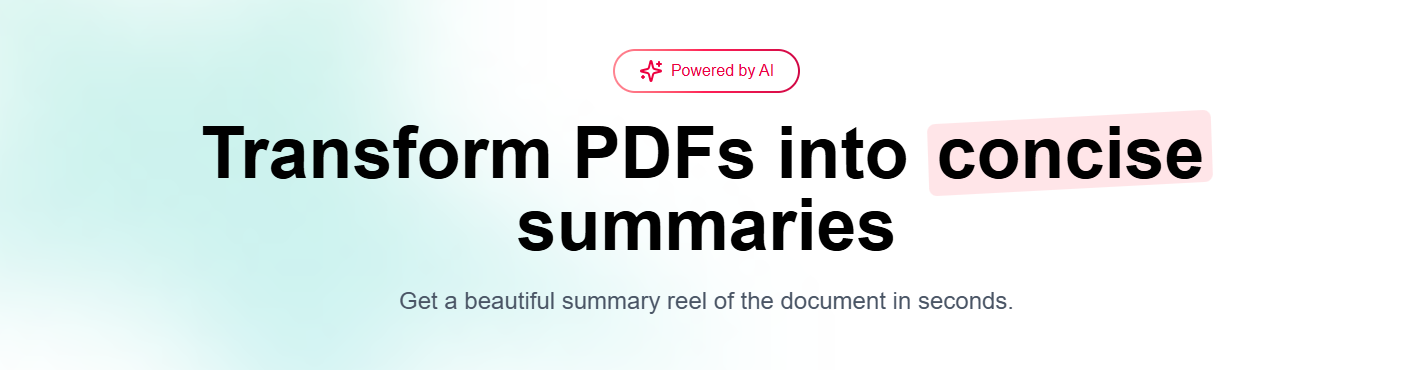 Powered by AI
Transform PDFs into concise
summaries
Get a beautiful summary reel of the document in seconds.